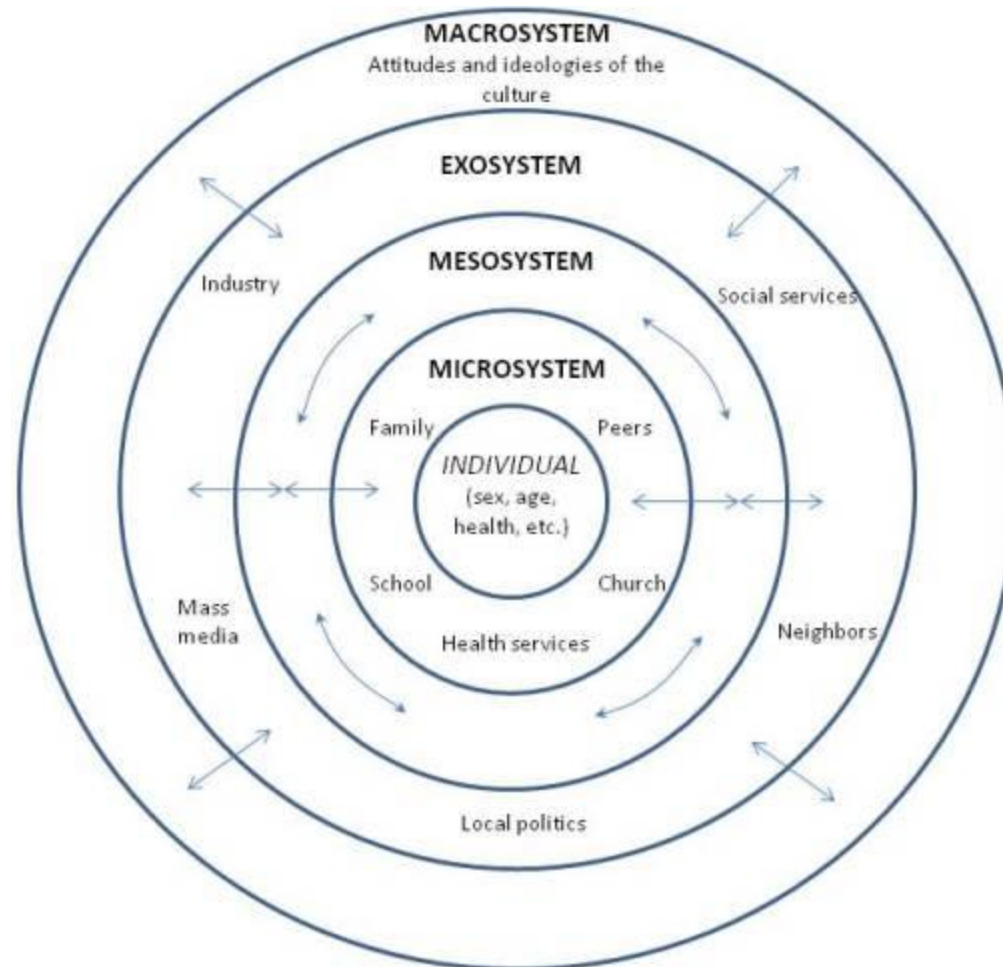 MACROSYSTEM
Attitudes and ideologies of the
culture
EXOSYSTEM
MESOSYSTEM
Industry
Social services
MICROSYSTEM
Family
Peers
INDIVIDUAL
(sex, age,
health, etc.)
School
Church
Mass
media
Neighbors
Health services
Local politics